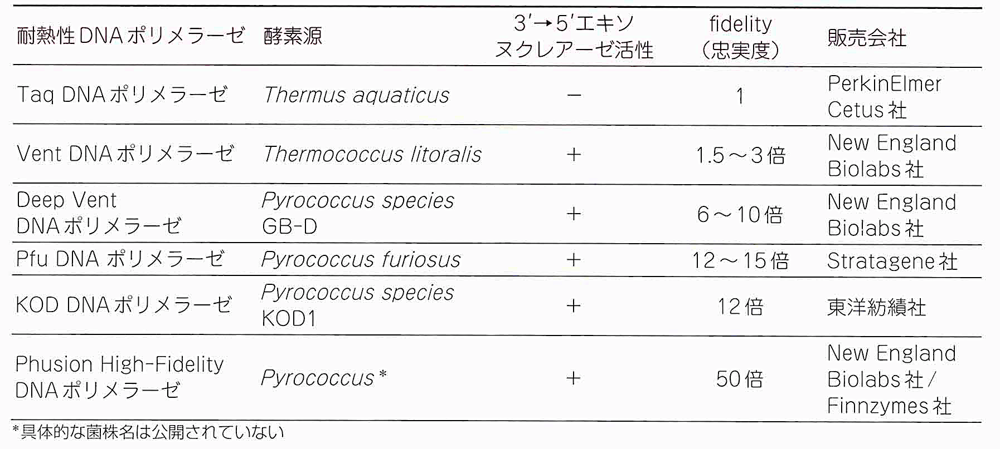 耐熱性DNAポリメラーゼ 酵素源 3′→5′エキソ
ヌクレアーゼ活性 fidelity
（忠実度） 販売会社
Taq DNAポリメラーゼ Thermus aquaticus − 1 PerkinElmer
Cetus社
Vent DNAポリメラーゼ Thermococcus litoralis + 1.5〜3倍 New England
Biolabs社
Deep Vent
DNAポリメラーゼ Pyrococcus species
GB-D + 6〜10倍 New England
Biolabs社
Pfu DNA ポリメラーゼ Pyrococcus furiosus + 12〜15倍 Stratagene社
KOD DNAポリメラーゼ Pyrococcus species
KOD1 + 12倍 東洋紡績社
Phusion High-Fidelity
DNAポリメラーゼ Pyrococcus* + 50倍 New England
Biolabs社/
Finnzymes社
*具体的な菌株名は公開されていない